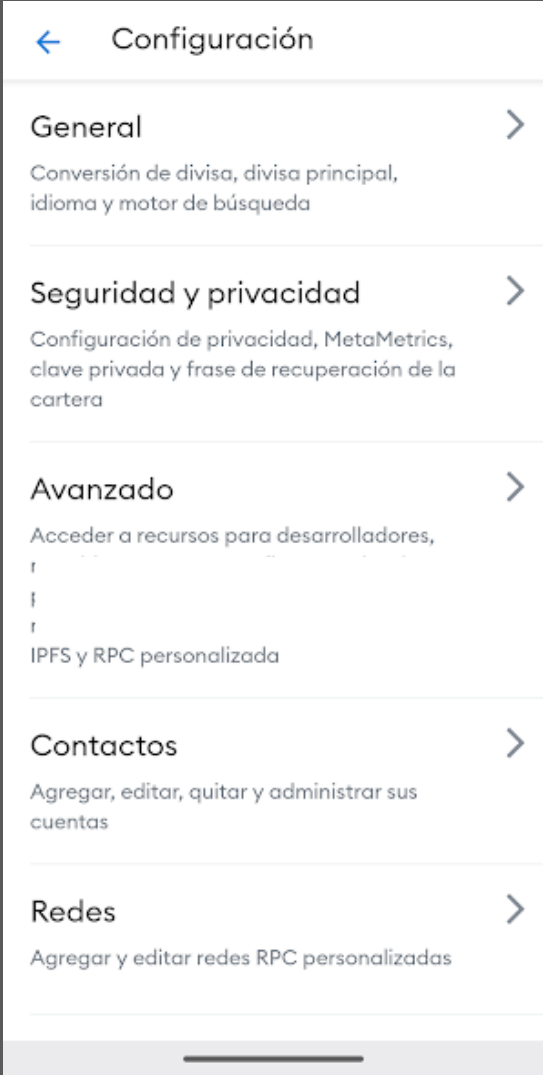 Configuración
General
Conversión de divisa, divisa principal,
idioma y motor de búsqueda
Seguridad y privacidad
Configuración de privacidad, MetaMetrics,
clave privada y frase de recuperación de la
cartera
Avanzado
Acceder a recursos para desarrolladores,
IPFS y RPC personalizada
Contactos
Agregar, editar, quitar y administrar sus
cuentas
Redes
Agregar y editar redes RPC personalizadas